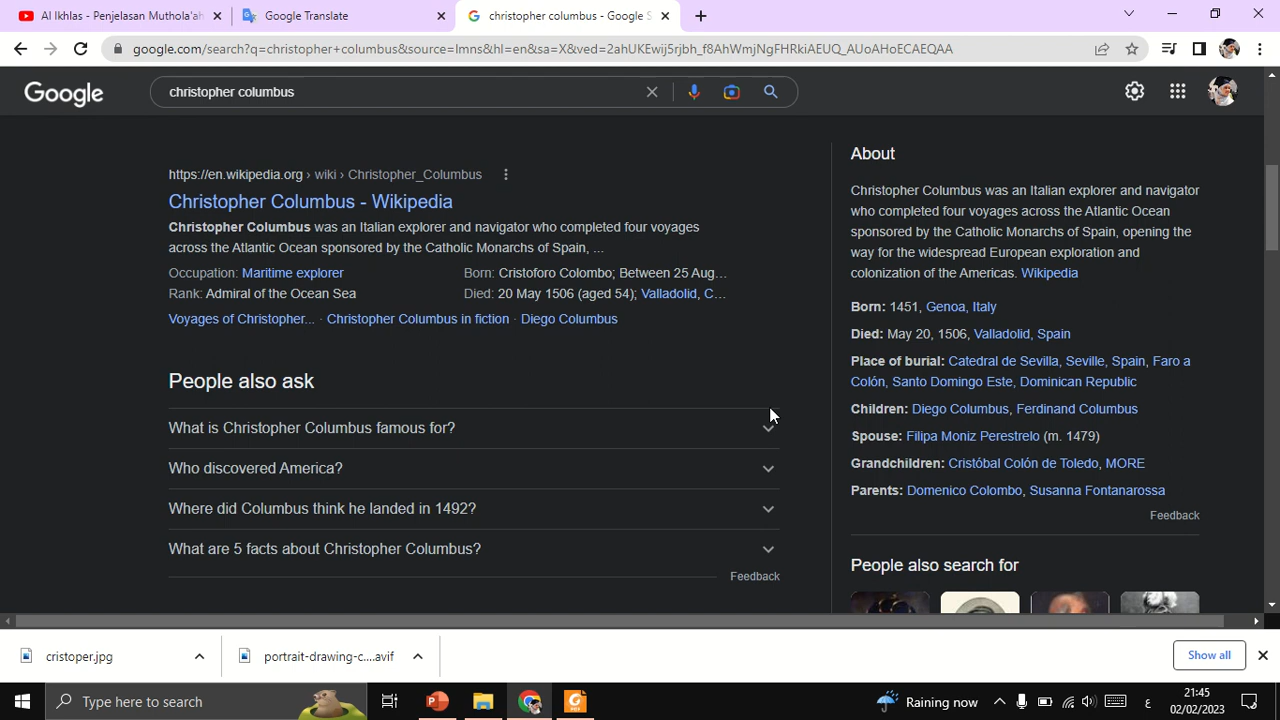 Al Ikhlas - Penjelasan Muthola'ah
Google Translate
christopher columbus - Google S
google.com/search?q=christopher+columbus&source=lmns&hl=en&sa=X&ved=2ahUKEwij5rjbh_f8AhWmjNgFHRkiAEUQ_AUoAHoECAEQAA
Google
christopher columbus
https://en.wikipedia.org › wiki › Christopher_Columbus
Christopher Columbus - Wikipedia
Christopher Columbus was an Italian explorer and navigator who completed four voyages
across the Atlantic Ocean sponsored by the Catholic Monarchs of Spain, ...
Occupation: Maritime explorer
Born: Cristoforo Colombo; Between 25 Aug...
Rank: Admiral of the Ocean Sea
Died: 20 May 1506 (aged 54); Valladolid, C...
Voyages of Christopher... · Christopher Columbus in fiction · Diego Columbus
People also ask
What is Christopher Columbus famous for?
Who discovered America?
Where did Columbus think he landed in 1492?
What are 5 facts about Christopher Columbus?
Feedback
About
Christopher Columbus was an Italian explorer and navigator
who completed four voyages across the Atlantic Ocean
sponsored by the Catholic Monarchs of Spain, opening the
way for the widespread European exploration and
colonization of the Americas. Wikipedia
Born: 1451, Genoa, Italy
Died: May 20, 1506, Valladolid, Spain
Place of burial: Catedral de Sevilla, Seville, Spain, Faro a
Colón, Santo Domingo Este, Dominican Republic
Children: Diego Columbus, Ferdinand Columbus
Spouse: Filipa Moniz Perestrelo (m. 1479)
Grandchildren: Cristóbal Colón de Toledo, MORE
Parents: Domenico Colombo, Susanna Fontanarossa
Feedback
People also search for
cristoper.jpg
portrait-drawing-c....avif
Show all
Type here to search
Raining now
ع
21:45
02/02/2023